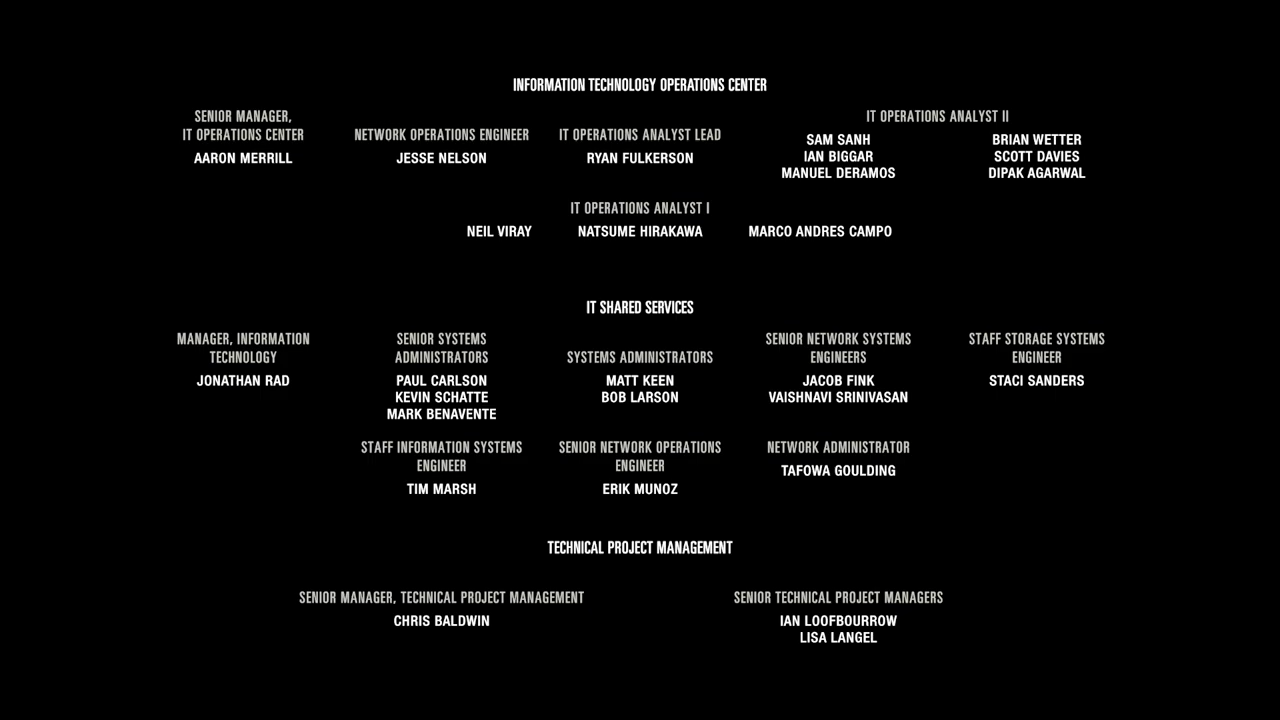 INFORMATION TECHNOLOGY OPERATIONS CENTER
SENIOR MANAGER,
IT OPERATIONS CENTER
AARON MERRILL
NETWORK OPERATIONS ENGINEER
JESSE NELSON
IT OPERATIONS ANALYST LEAD
RYAN FULKERSON
IT OPERATIONS ANALYST II
SAM SANH
IAN BIGGAR
MANUEL DERAMOS
BRIAN WETTER
SCOTT DAVIES
DIPAK AGARWAL
IT OPERATIONS ANALYST I
NEIL VIRAY
NATSUME HIRAKAWA
MARCO ANDRES CAMPO
IT SHARED SERVICES
MANAGER, INFORMATION
TECHNOLOGY
JONATHAN RAD
SENIOR SYSTEMS
ADMINISTRATORS
PAUL CARLSON
KEVIN SCHATTE
MARK BENAVENTE
SYSTEMS ADMINISTRATORS
MATT KEEN
BOB LARSON
SENIOR NETWORK SYSTEMS
ENGINEERS
JACOB FINK
VAISHNAVI SRINIVASAN
STAFF STORAGE SYSTEMS
ENGINEER
STACI SANDERS
STAFF INFORMATION SYSTEMS
ENGINEER
TIM MARSH
SENIOR NETWORK OPERATIONS
ENGINEER
ERIK MUNOZ
NETWORK ADMINISTRATOR
TAFOWA GOULDING
TECHNICAL PROJECT MANAGEMENT
SENIOR MANAGER, TECHNICAL PROJECT MANAGEMENT
CHRIS BALDWIN
SENIOR TECHNICAL PROJECT MANAGERS
IAN LOOFBOURROW
LISA LANGEL